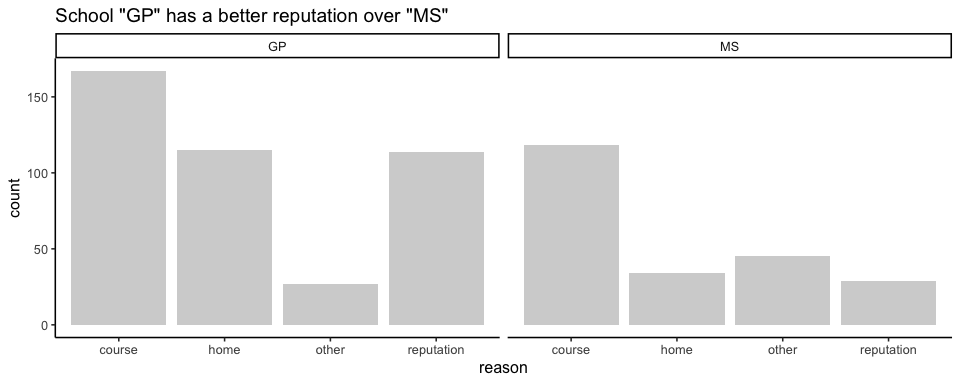 School "GP" has a better reputation over "MS"
GP
MS
count
150
100
50
0
course
home
other
reputation
course
home
other
reputation
reason